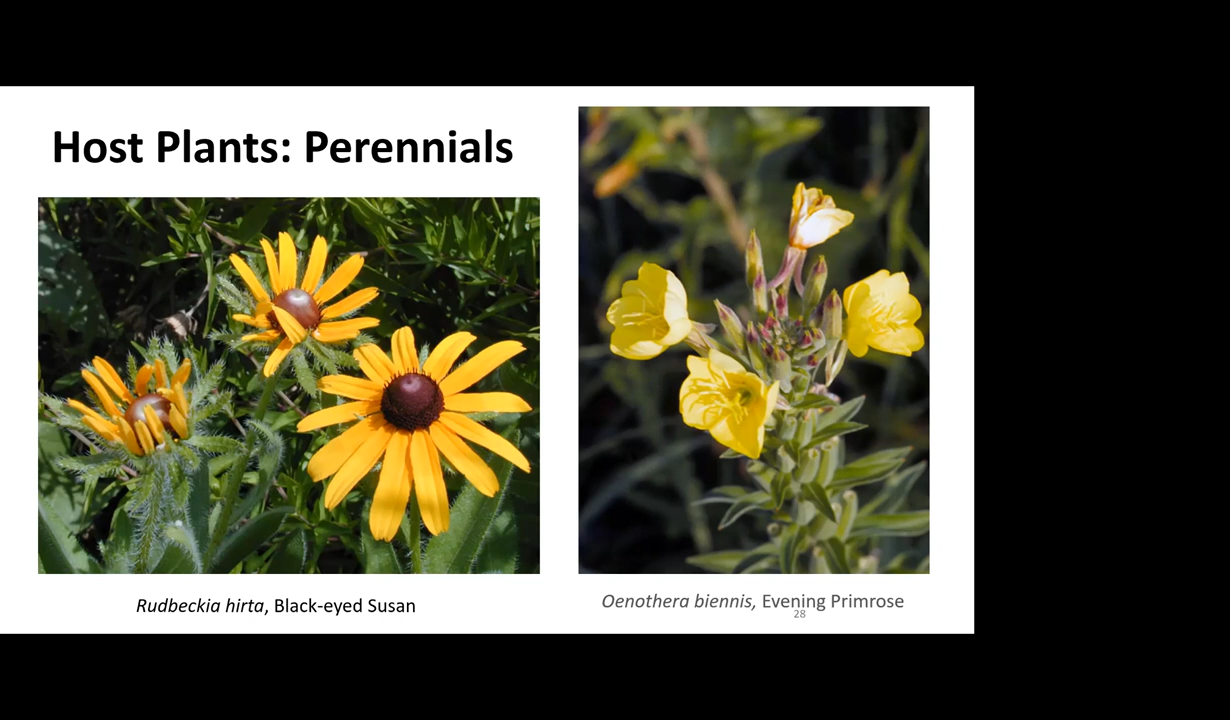 Host Plants: Perennials
Rudbeckia hirta, Black-eyed Susan
Oenothera biennis, Evening Primrose
28